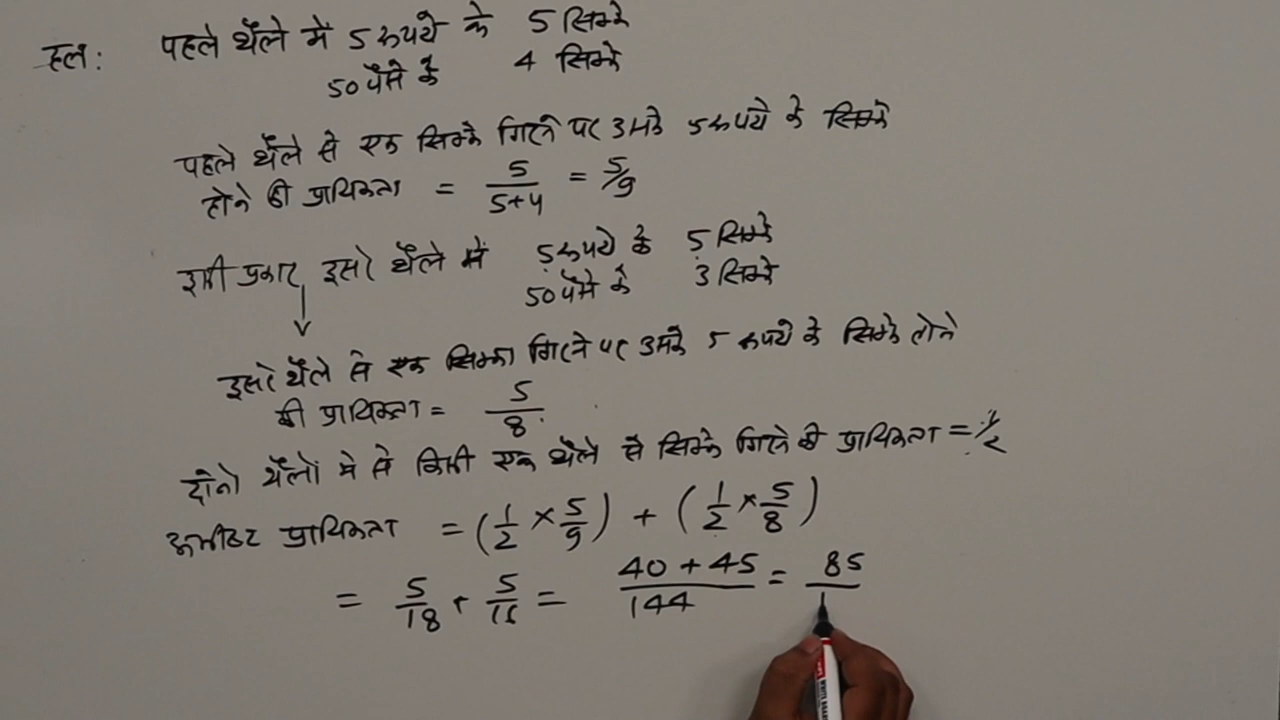 हल: पहले थैले में 5 रुपये के 5 सिक्के
50 पैसे के 4 सिक्के
पहले थैले से एक सिक्के गिरने पर उसके 5 रुपये के सिक्के
होने की प्रायिकता = 5/(5+4) = 5/9
इसी प्रकार दूसरे थैले में 5 रुपये के 5 सिक्के
50 पैसे के 3 सिक्के
दूसरे थैले से एक सिक्का गिरने पर उसके 5 रुपये के सिक्के होने
की प्रायिकता = 5/8
दोनो थैलों मे से किसी एक थैले से सिक्के गिरने की प्रायिकता = 1/2
अभीष्ट प्रायिकता = (1/2 × 5/9) + (1/2 × 5/8)
= 5/18 + 5/16 = (40 + 45)/144 = 85/1